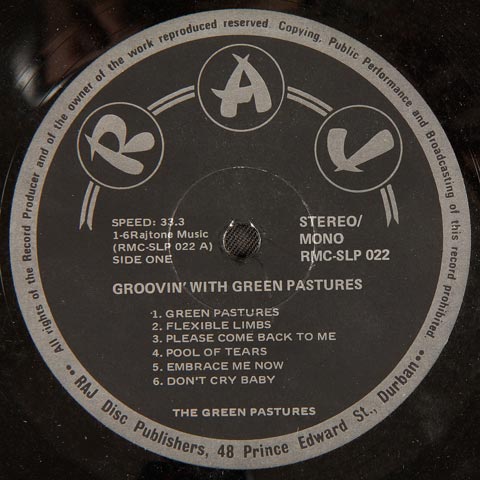 All rights of the Record Producer and of the owner of the work reproduced reserved. Copying, Public Performance and Broadcasting of this record prohibited.
R A J
SPEED: 33.3
1-6Rajtone Music
(RMC-SLP 022 A)
SIDE ONE
STEREO/
MONO
RMC-SLP 022
GROOVIN' WITH GREEN PASTURES
1. GREEN PASTURES
2. FLEXIBLE LIMBS
3. PLEASE COME BACK TO ME
4. POOL OF TEARS
5. EMBRACE ME NOW
6. DON'T CRY BABY
THE GREEN PASTURES
•• RAJ Disc Publishers, 48 Prince Edward St., Durban ••